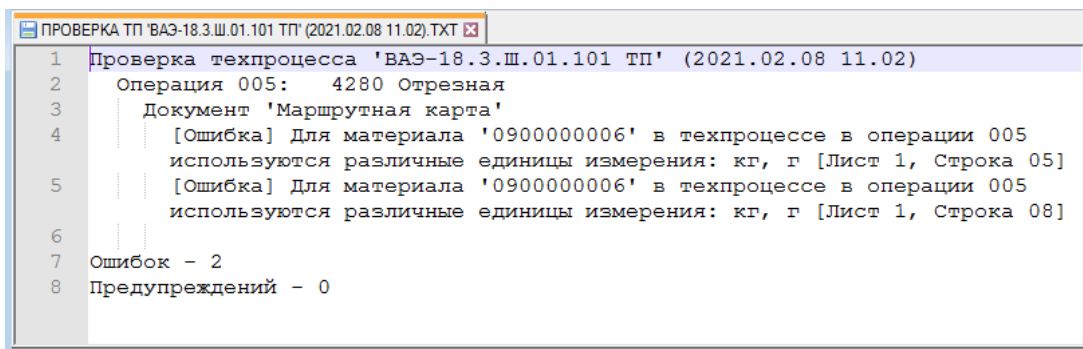 ПРОВЕРКА ТП 'ВАЭ-18.3.Ш.01.101 ТП' (2021.02.08 11.02).TXT
1 Проверка техпроцесса 'ВАЭ-18.3.Ш.01.101 ТП' (2021.02.08 11.02)
2 Операция 005: 4280 Отрезная
3 Документ 'Маршрутная карта'
4 [Ошибка] Для материала '0900000006' в техпроцессе в операции 005
используются различные единицы измерения: кг, г [Лист 1, Строка 05]
5 [Ошибка] Для материала '0900000006' в техпроцессе в операции 005
используются различные единицы измерения: кг, г [Лист 1, Строка 08]
6
7 Ошибок - 2
8 Предупреждений - 0